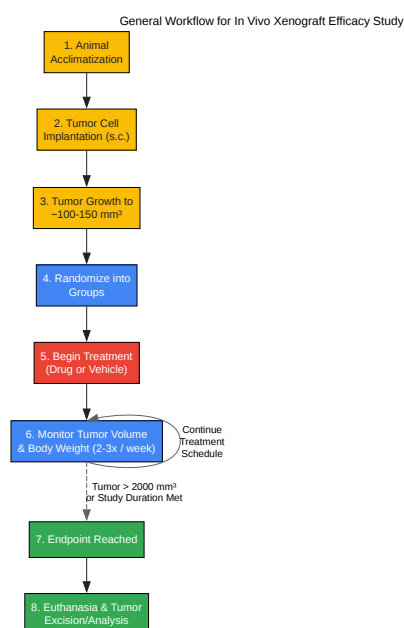 General Workflow for In Vivo Xenograft Efficacy Study
1. Animal
Acclimatization
2. Tumor Cell
Implantation (s.c.)
3. Tumor Growth to
~100-150 mm³
4. Randomize into
Groups
5. Begin Treatment
(Drug or Vehicle)
6. Monitor Tumor Volume
& Body Weight (2-3x / week)
Continue
Treatment
Schedule
Tumor > 2000 mm³
or Study Duration Met
7. Endpoint Reached
8. Euthanasia & Tumor
Excision/Analysis